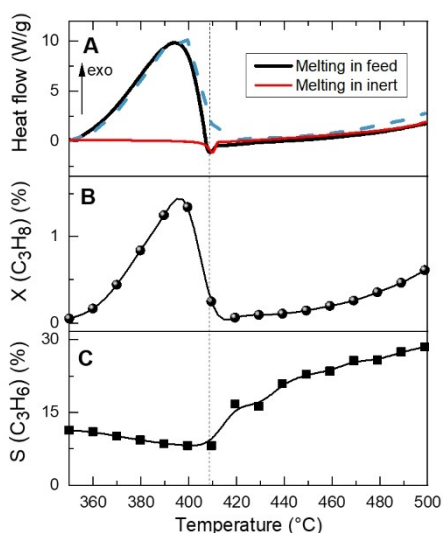 A
exo
Melting in feed
Melting in inert
Heat flow (W/g)
10
5
0
B
X (C₃H₈) (%)
1
0
C
S (C₃H₆) (%)
30
15
0
360 380 400 420 440 460 480 500
Temperature (°C)